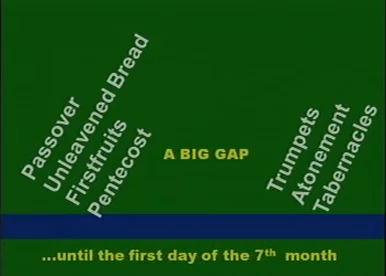 Passover
Unleavened Bread
Firstfruits
Pentecost
A BIG GAP
Trumpets
Atonement
Tabernacles
...until the first day of the 7th month